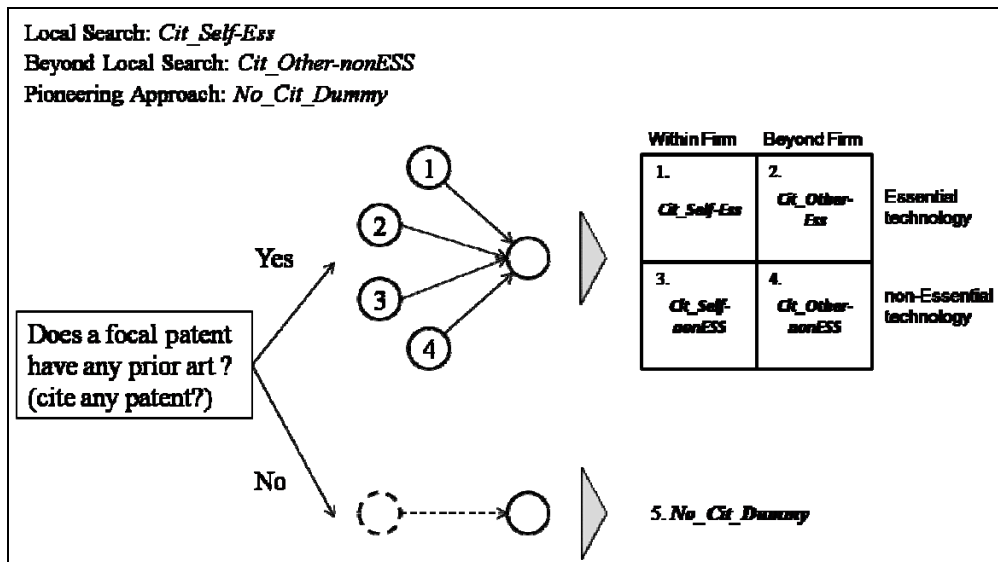 Local Search: Cit_Self-Ess
Beyond Local Search: Cit_Other-nonESS
Pioneering Approach: No_Cit_Dummy
Within Firm
Beyond Firm
1
2
3
4
Yes
1.
Cit_Self-Ess
2.
Cit_Other-
Ess
Essential
technology
3.
Cit_Self-
nonESS
4.
Cit_Other-
nonESS
non-Essential
technology
Does a focal patent
have any prior art ?
(cite any patent?)
No
5. No_Cit_Dummy